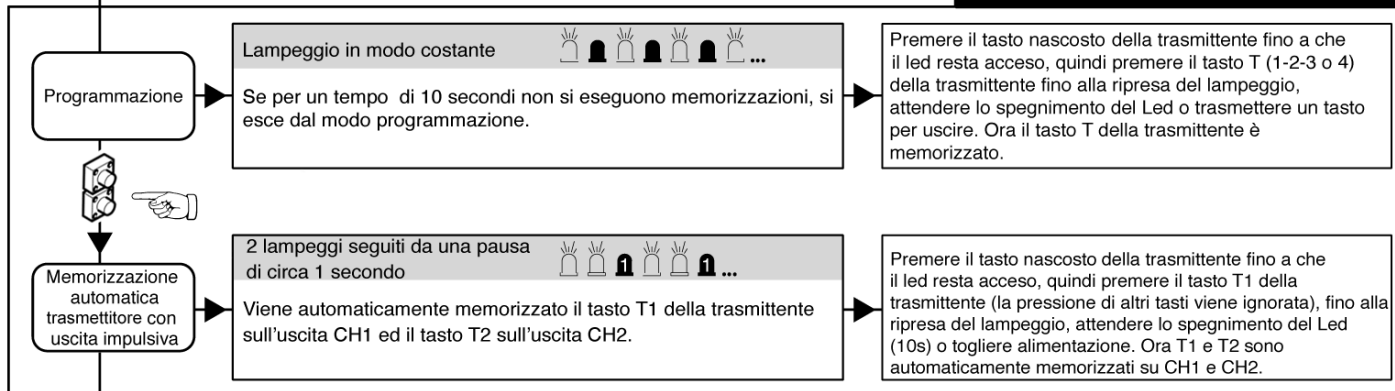 Programmazione
Lampeggio in modo costante
...
Se per un tempo di 10 secondi non si eseguono memorizzazioni, si
esce dal modo programmazione.
Premere il tasto nascosto della trasmittente fino a che
il led resta acceso, quindi premere il tasto T (1-2-3 o 4)
della trasmittente fino alla ripresa del lampeggio,
attendere lo spegnimento del Led o trasmettere un tasto
per uscire. Ora il tasto T della trasmittente è
memorizzato.
Memorizzazione
automatica
trasmettitore con
uscita impulsiva
2 lampeggi seguiti da una pausa
di circa 1 secondo
1 1 ...
Viene automaticamente memorizzato il tasto T1 della trasmittente
sull'uscita CH1 ed il tasto T2 sull'uscita CH2.
Premere il tasto nascosto della trasmittente fino a che
il led resta acceso, quindi premere il tasto T1 della
trasmittente (la pressione di altri tasti viene ignorata), fino alla
ripresa del lampeggio, attendere lo spegnimento del Led
(10s) o togliere alimentazione. Ora T1 e T2 sono
automaticamente memorizzati su CH1 e CH2.